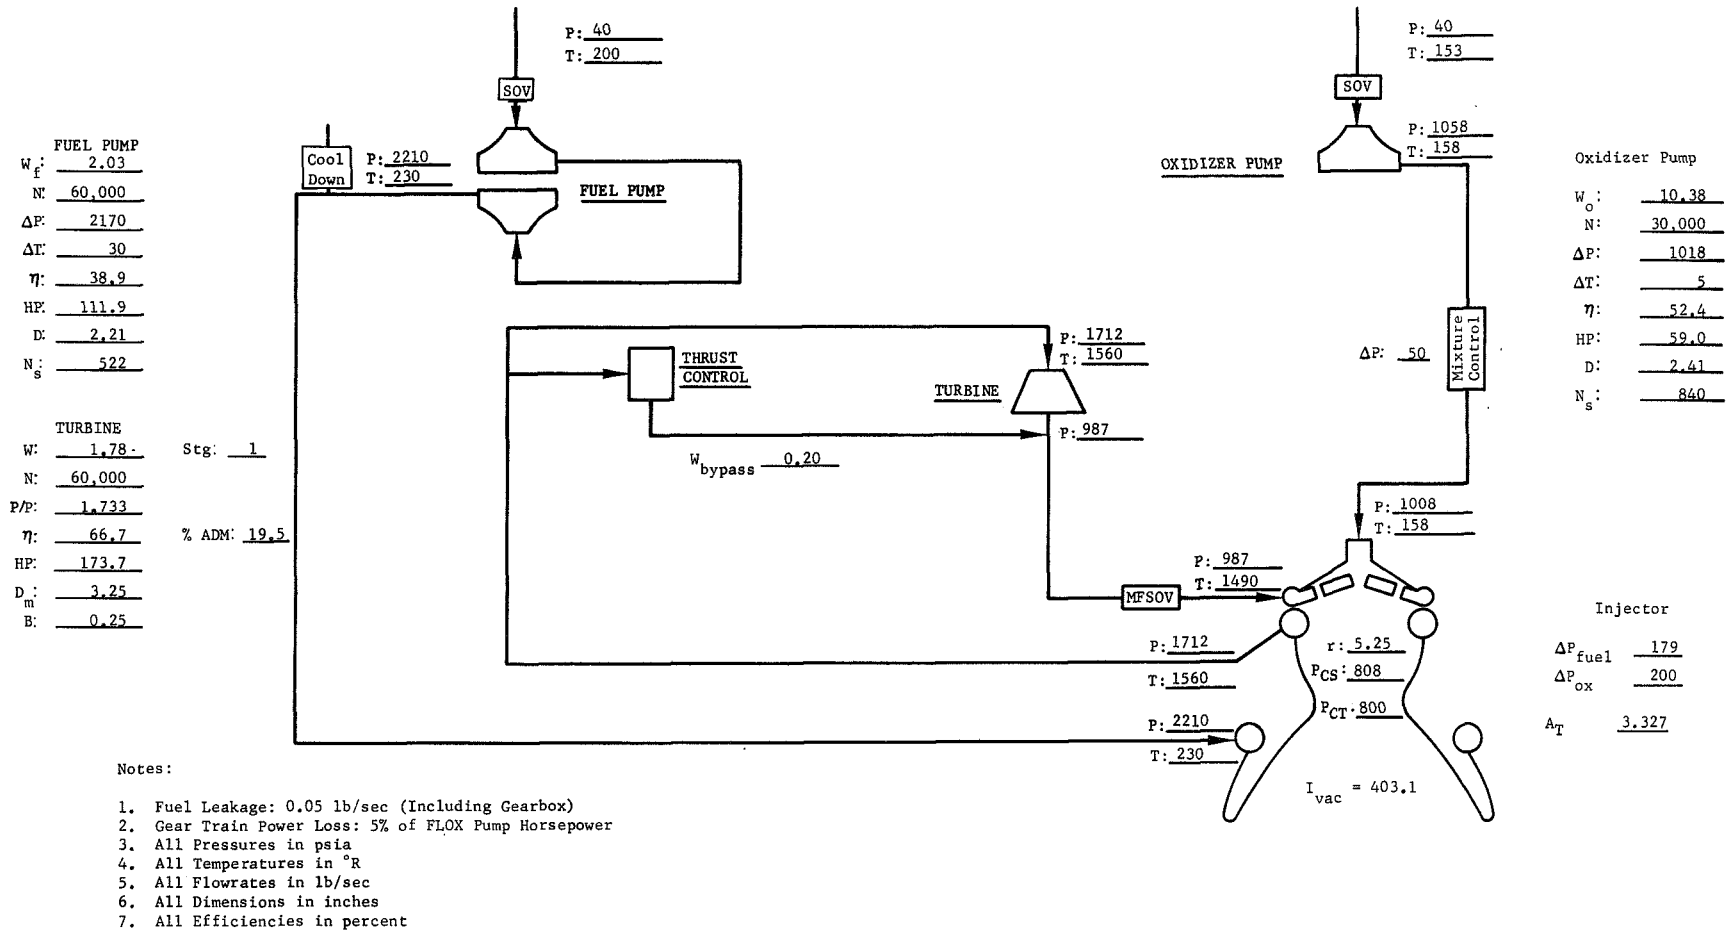 P: 40
T: 200
SOV
P: 40
T: 153
SOV
P: 1058
T: 158
OXIDIZER PUMP
FUEL PUMP
W_f: 2.03
N: 60,000
ΔP: 2170
ΔT: 30
η: 38.9
HP: 111.9
D: 2.21
N_s: 522
Cool
Down
P: 2210
T: 230
FUEL PUMP
Oxidizer Pump
W_o: 10.38
N: 30,000
ΔP: 1018
ΔT: 5
η: 52.4
HP: 59.0
D: 2.41
N_s: 840
THRUST
CONTROL
P: 1712
T: 1560
TURBINE
P: 987
W_bypass 0.20
ΔP: 50
Mixture
Control
TURBINE
W: 1.78
Stg: 1
N: 60,000
P/P: 1.733
η: 66.7
% ADM: 19.5
HP: 173.7
D_m: 3.25
B: 0.25
P: 1008
T: 158
P: 987
T: 1490
MFSOV
P: 1712
T: 1560
r: 5.25
P_CS: 808
P_CT: 800
P: 2210
T: 230
I_vac = 403.1
Injector
ΔP_fuel 179
ΔP_ox 200
A_T 3.327
Notes:
1. Fuel Leakage: 0.05 lb/sec (Including Gearbox)
2. Gear Train Power Loss: 5% of FLOX Pump Horsepower
3. All Pressures in psia
4. All Temperatures in °R
5. All Flowrates in lb/sec
6. All Dimensions in inches
7. All Efficiencies in percent